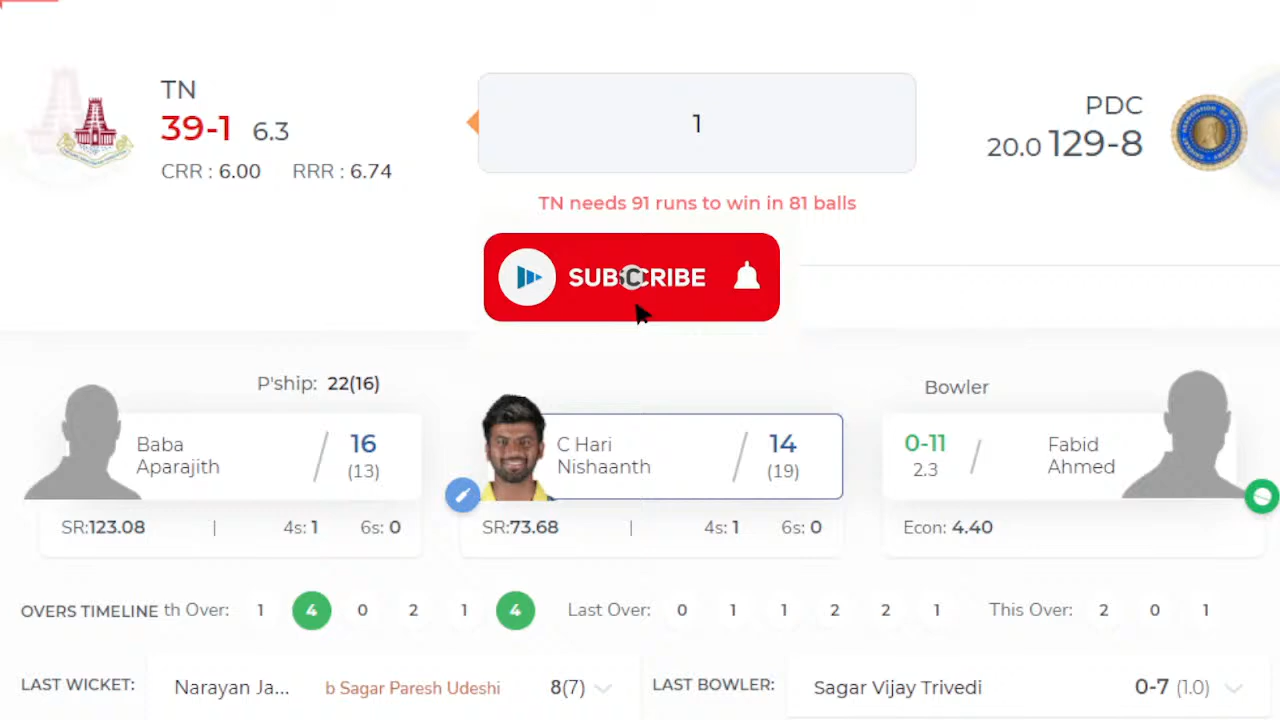 TN
39-1 6.3
CRR : 6.00 RRR : 6.74
1
TN needs 91 runs to win in 81 balls
PDC
20.0 129-8
SUBSCRIBE
P'ship: 22(16)
Baba
Aparajith
16
(13)
SR:123.08 | 4s: 1 6s: 0
C Hari
Nishaanth
14
(19)
SR:73.68 | 4s: 1 6s: 0
Bowler
0-11
2.3
Fabid
Ahmed
Econ: 4.40
OVERS TIMELINE th Over: 1 4 0 2 1 4 Last Over: 0 1 1 2 2 1 This Over: 2 0 1
LAST WICKET: Narayan Ja... b Sagar Paresh Udeshi 8(7) LAST BOWLER: Sagar Vijay Trivedi 0-7 (1.0)